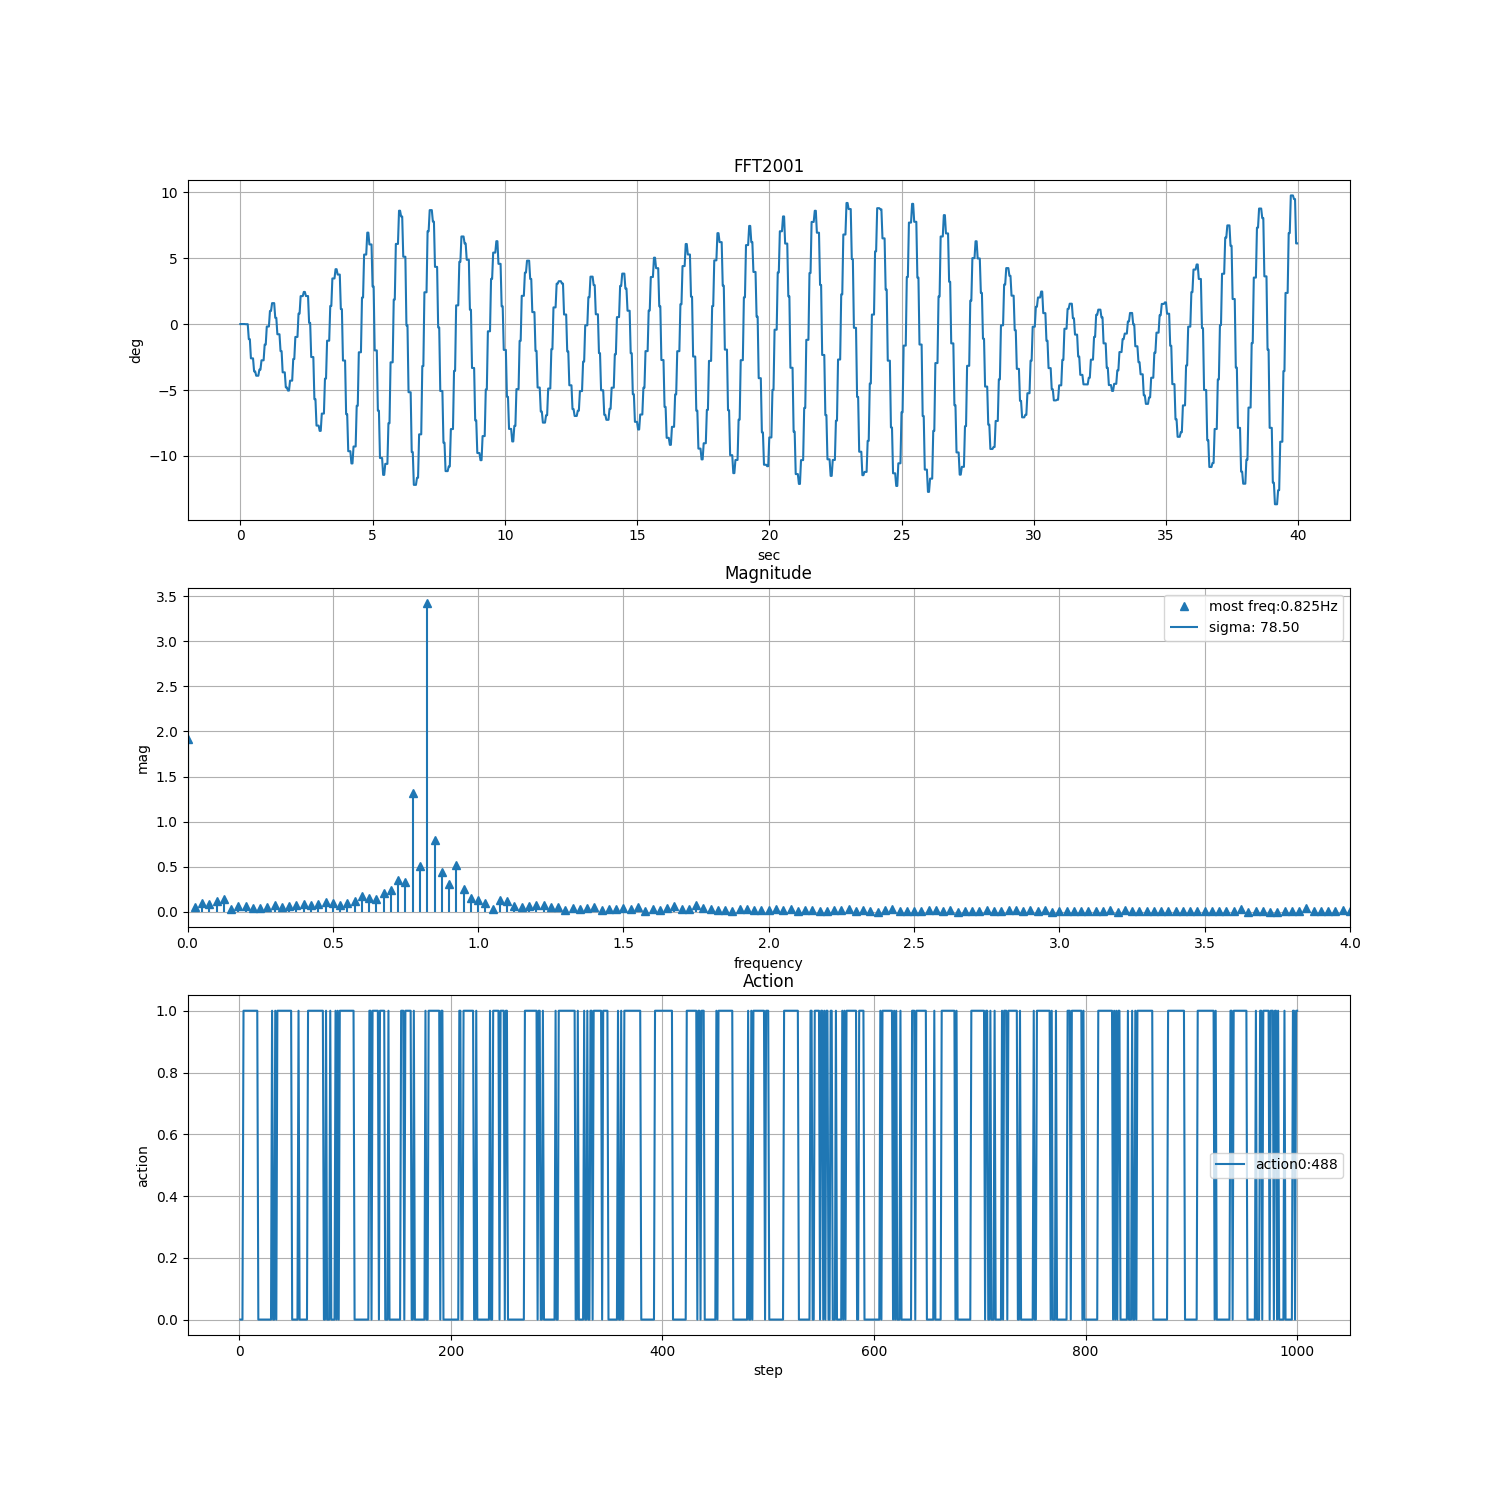 FFT2001
10
5
0
−5
−10
deg
0 5 10 15 20 25 30 35 40
sec
Magnitude
3.5
3.0
2.5
2.0
1.5
1.0
0.5
0.0
mag
most freq:0.825Hz
sigma: 78.50
0.0 0.5 1.0 1.5 2.0 2.5 3.0 3.5 4.0
frequency
Action
1.0
0.8
0.6
0.4
0.2
0.0
action
action0:488
0 200 400 600 800 1000
step